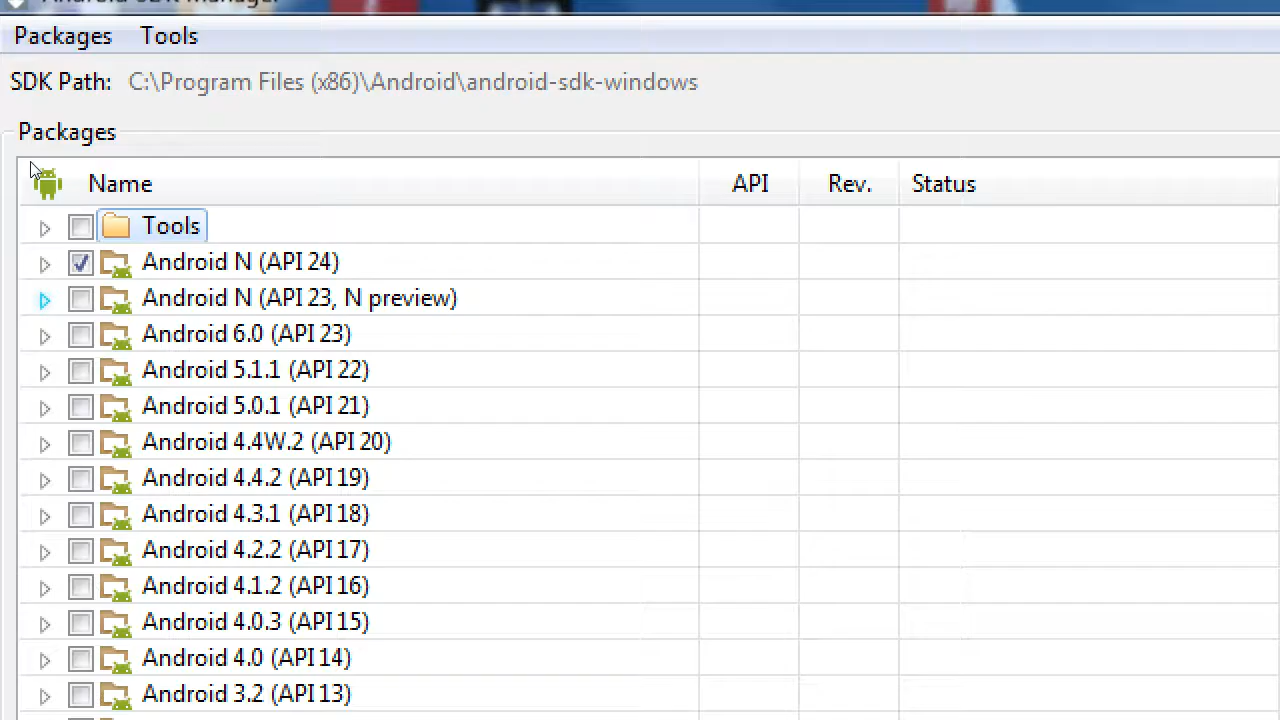 Android SDK Manager
Packages Tools
SDK Path: C:\Program Files (x86)\Android\android-sdk-windows
Packages
Name API Rev. Status
Tools
Android N (API 24)
Android N (API 23, N preview)
Android 6.0 (API 23)
Android 5.1.1 (API 22)
Android 5.0.1 (API 21)
Android 4.4W.2 (API 20)
Android 4.4.2 (API 19)
Android 4.3.1 (API 18)
Android 4.2.2 (API 17)
Android 4.1.2 (API 16)
Android 4.0.3 (API 15)
Android 4.0 (API 14)
Android 3.2 (API 13)